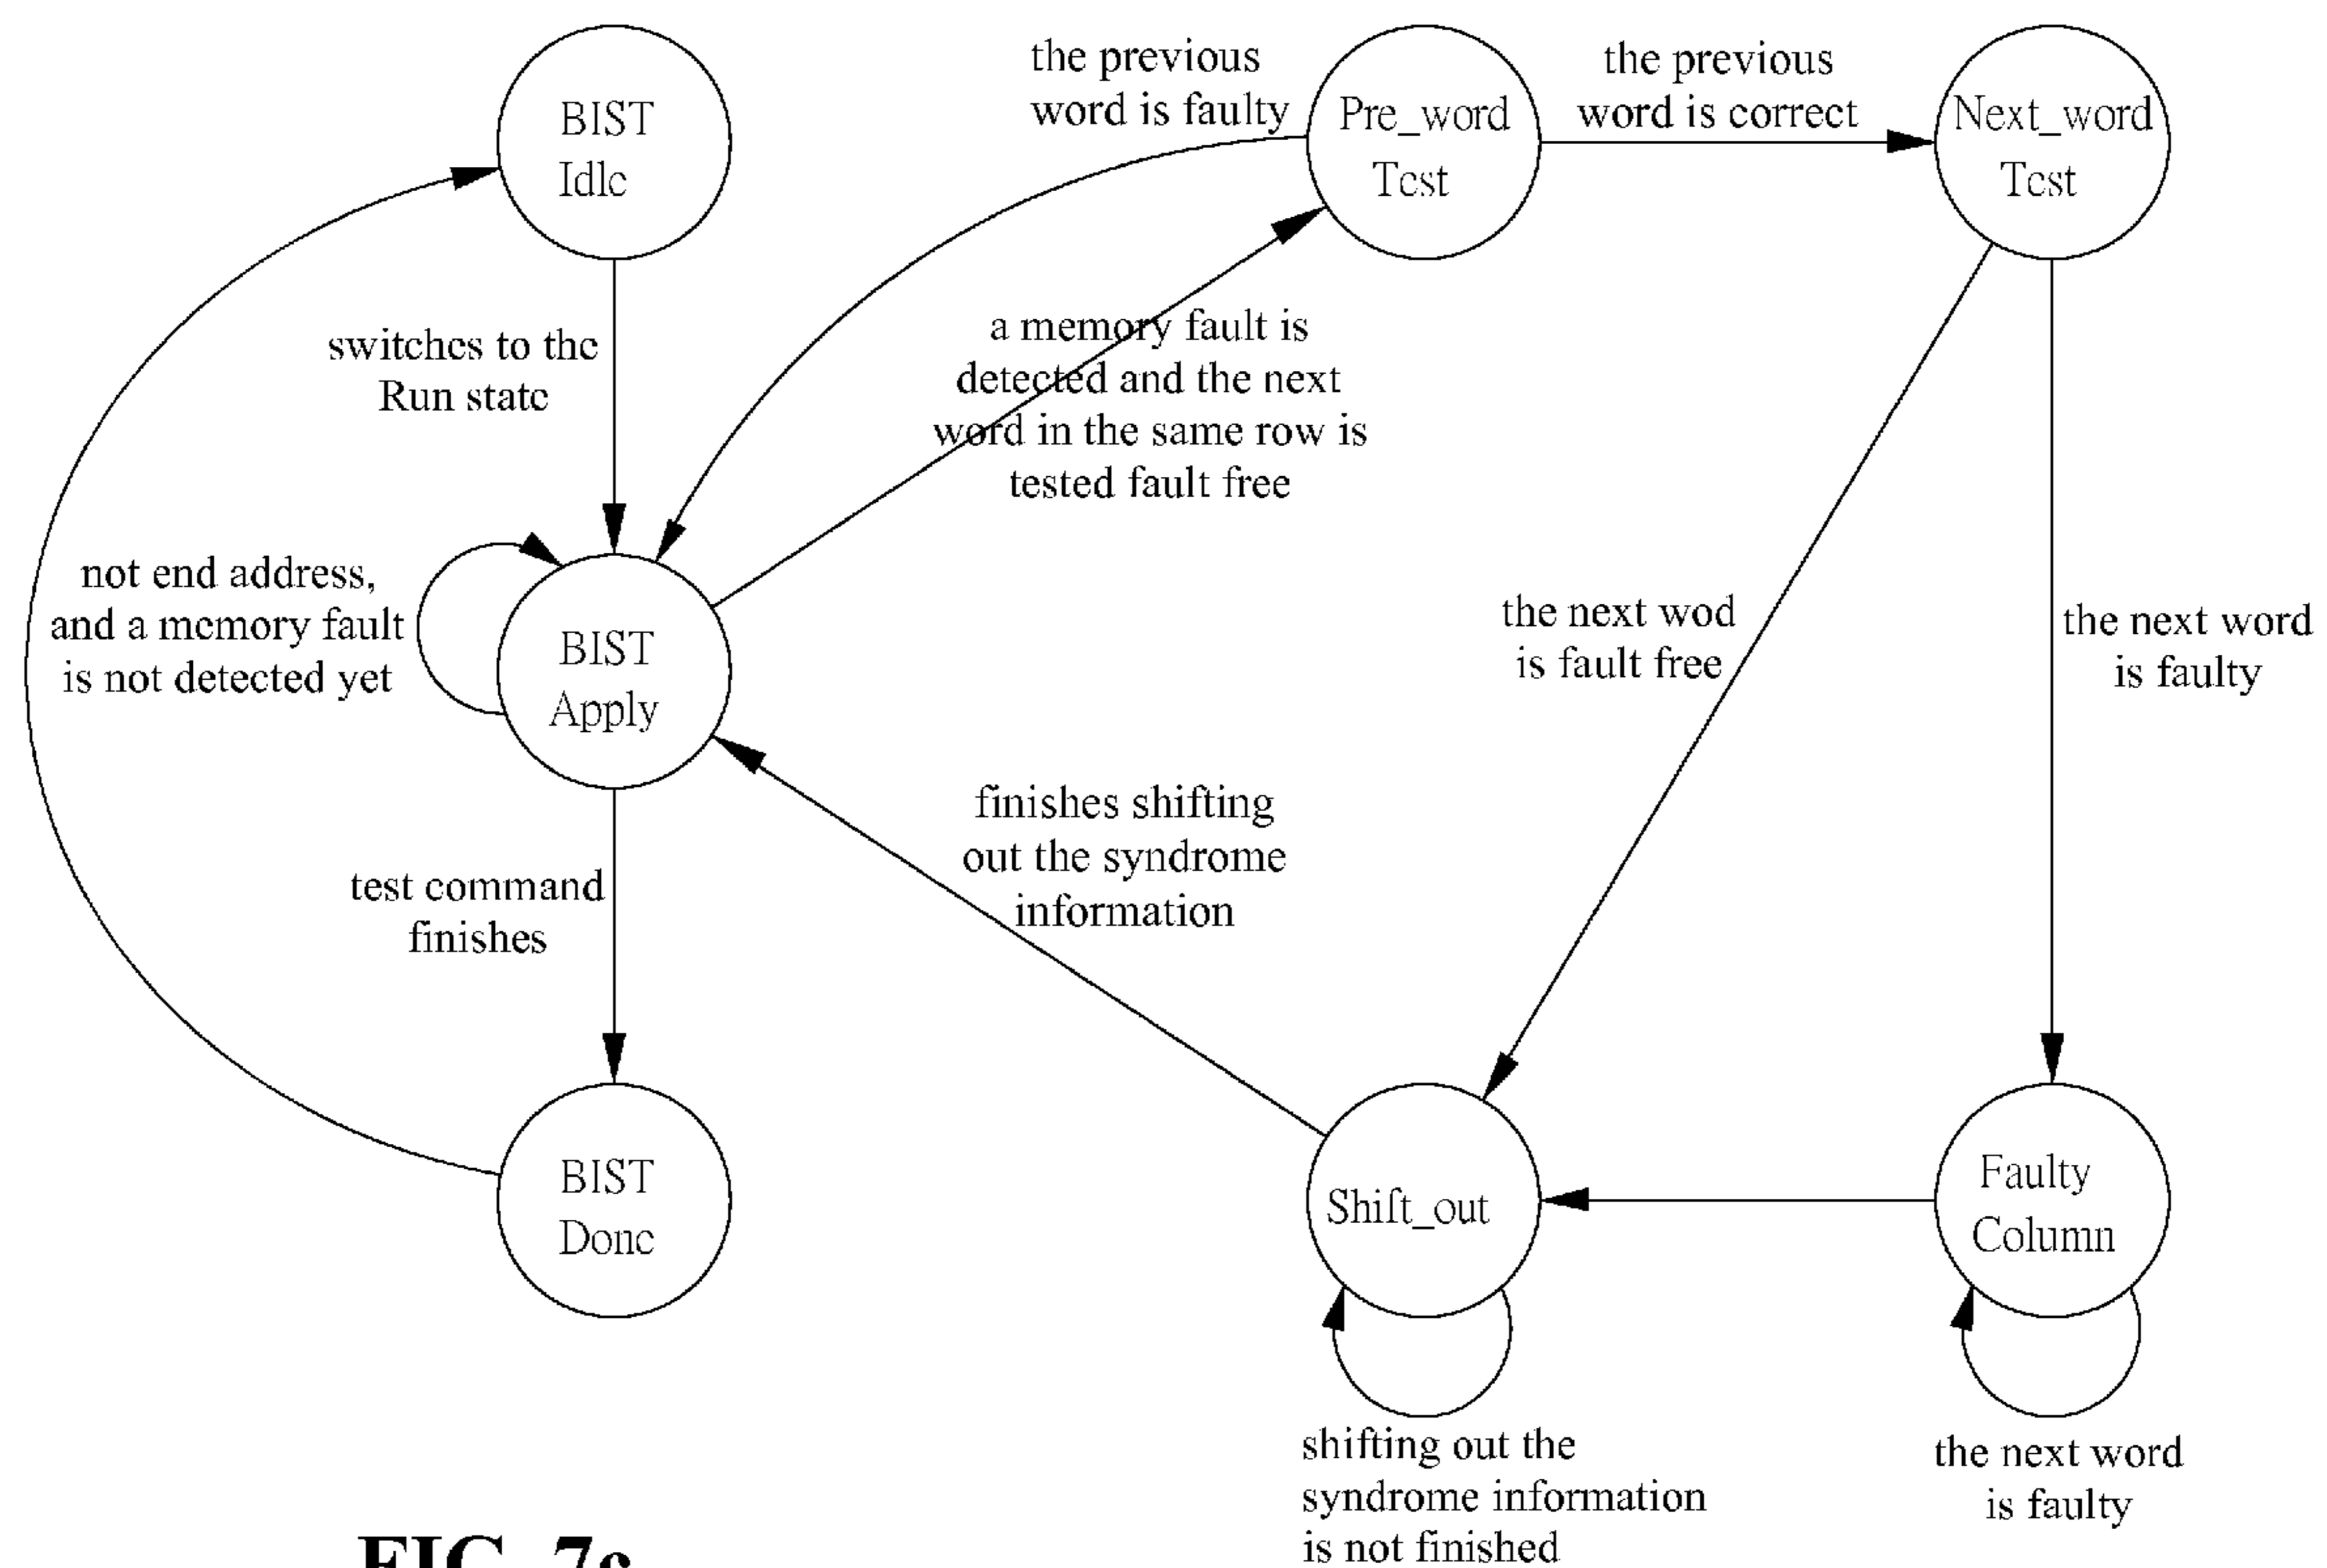 BIST
Idle
the previous
word is faulty
Pre_word
Test
the previous
word is correct
Next_word
Test
switches to the
Run state
a memory fault is
detected and the next
word in the same row is
tested fault free
not end address,
and a memory fault
is not detected yet
BIST
Apply
the next wod
is fault free
the next word
is faulty
finishes shifting
out the syndrome
information
test command
finishes
BIST
Done
Shift_out
Faulty
Column
shifting out the
syndrome information
is not finished
the next word
is faulty
FIG. 7c